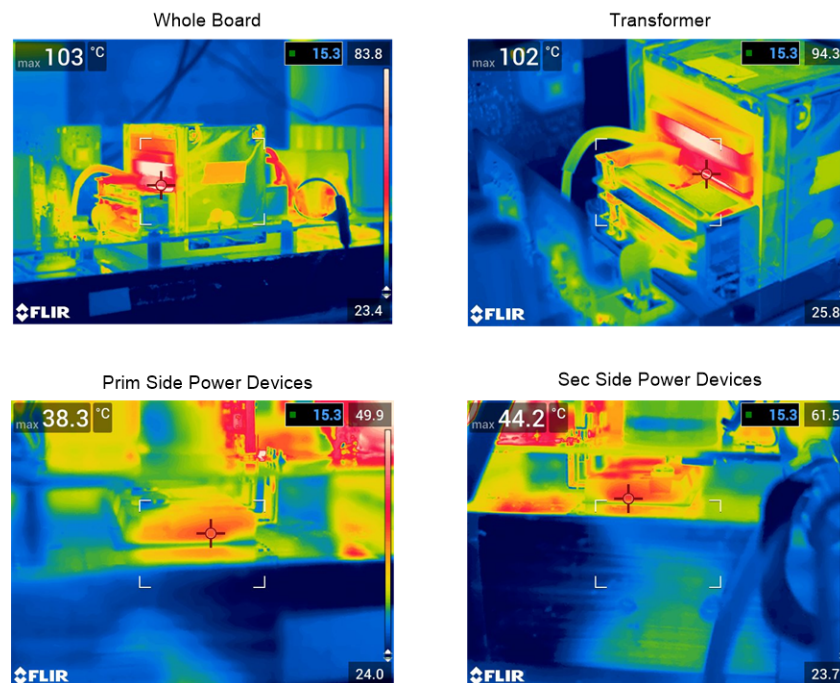 Whole Board
max 103 °C 15.3 83.8
FLIR 23.4
Transformer
max 102 °C 15.3 94.3
FLIR 25.8
Prim Side Power Devices
max 38.3 °C 15.3 49.9
FLIR 24.0
Sec Side Power Devices
max 44.2 °C 15.3 61.5
FLIR 23.7